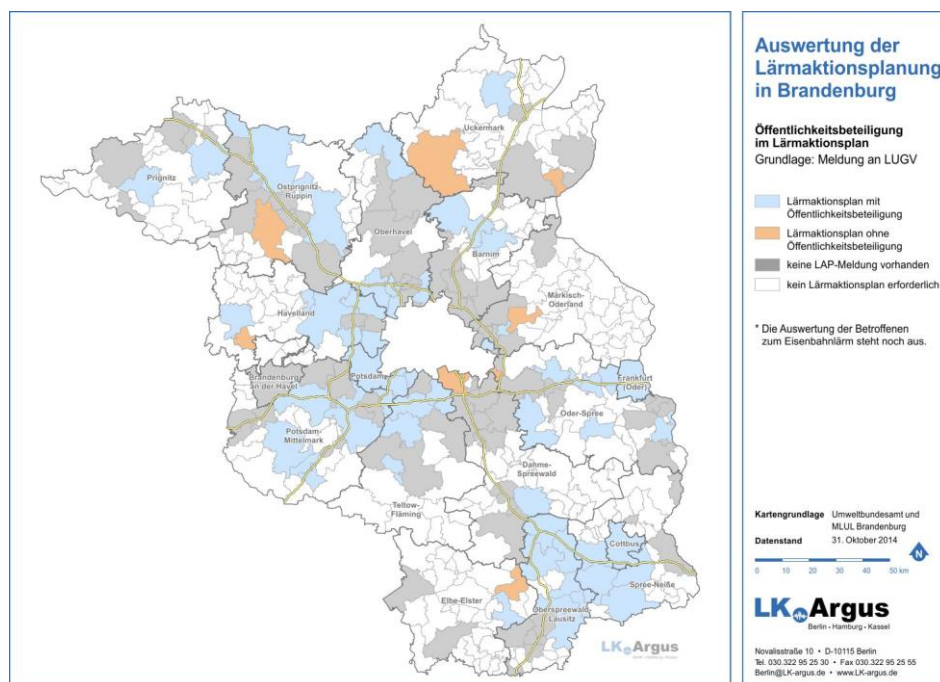 Uckermark
Prignitz
Ostprignitz-
Ruppin
Oberhavel
Barnim
Märkisch-
Oderland
Havelland
Brandenburg
an der Havel
Potsdam
Frankfurt
(Oder)
Oder-Spree
Potsdam-
Mittelmark
Dahme-
Spreewald
Teltow-
Fläming
Cottbus
Spree-Neiße
Elbe-Elster
Oberspreewald
Lausitz
LK Argus
Berlin • Hamburg • Kassel
Auswertung der
Lärmaktionsplanung
in Brandenburg
Öffentlichkeitsbeteiligung
im Lärmaktionsplan
Grundlage: Meldung an LUGV
Lärmaktionsplan mit
Öffentlichkeitsbeteiligung
Lärmaktionsplan ohne
Öffentlichkeitsbeteiligung
keine LAP-Meldung vorhanden
kein Lärmaktionsplan erforderlich
* Die Auswertung der Betroffenen
zum Eisenbahnlärm steht noch aus.
Kartengrundlage Umweltbundesamt und
MLUL Brandenburg
Datenstand 31. Oktober 2014
N
0 10 20 30 40 50 km
LK Argus
Berlin • Hamburg • Kassel
Novalisstraße 10 • D-10115 Berlin
Tel. 030.322 95 25 30 • Fax 030.322 95 25 55
Berlin@LK-argus.de • www.LK-argus.de